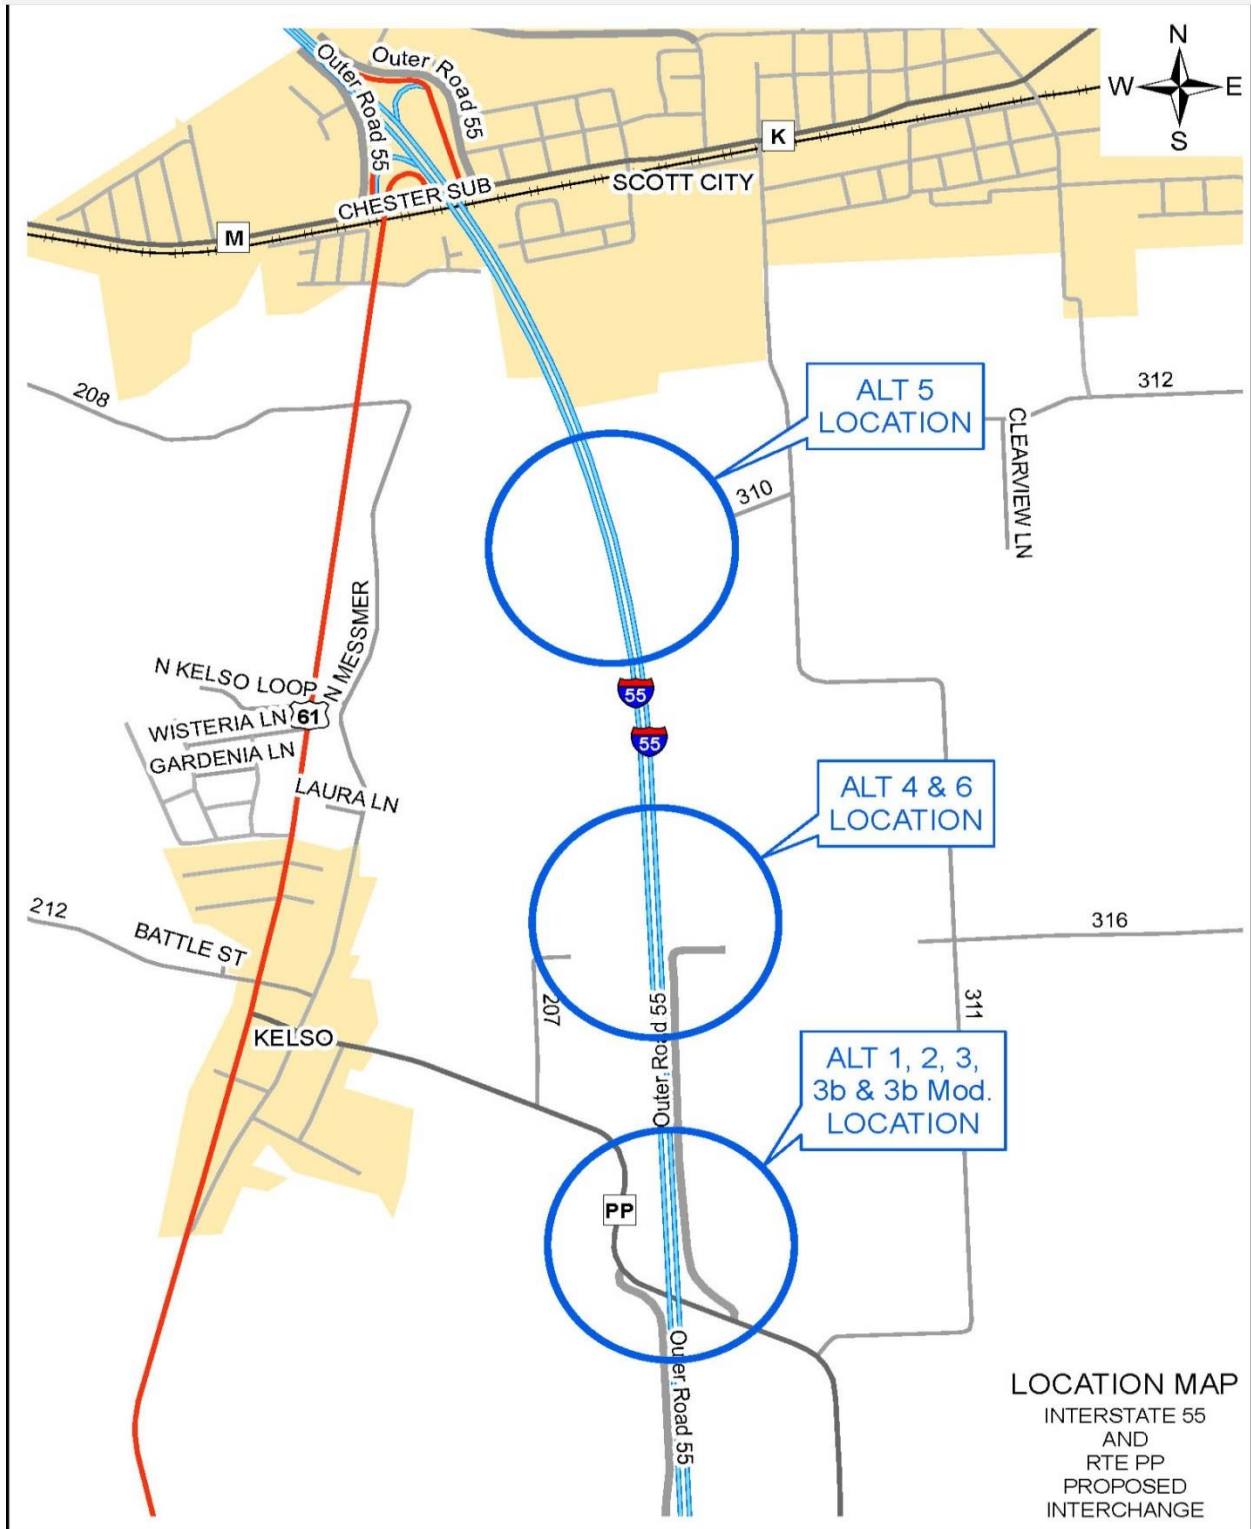 N
W E
S
Outer Road 55
Outer Road 55
K
SCOTT CITY
CHESTER SUB
M
ALT 5
LOCATION
312
208
CLEARVIEW LN
310
N MESSMER
N KELSO LOOP
55
61
WISTERIA LN
55
GARDENIA LN
LAURA LN
ALT 4 & 6
LOCATION
212
BATTLE ST
316
207
Outer Road 55
311
KELSO
ALT 1, 2, 3,
3b & 3b Mod.
LOCATION
PP
Outer Road 55
LOCATION MAP
INTERSTATE 55
AND
RTE PP
PROPOSED
INTERCHANGE